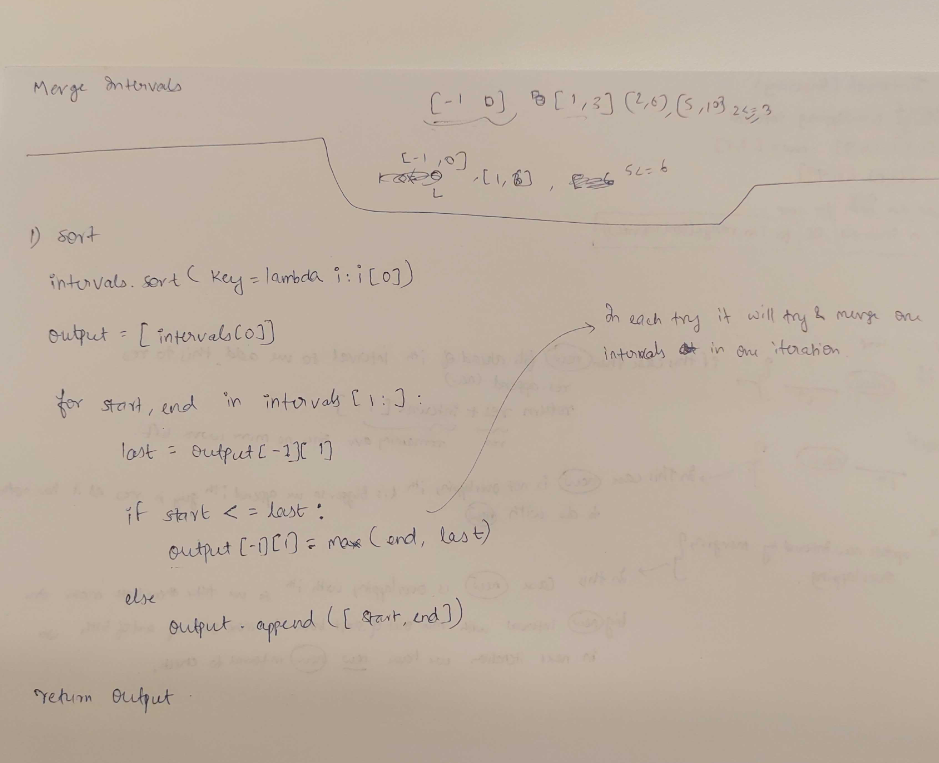 Merge Intervals
[-1 0] [1,3] (2,6), (5,10) 2<=3
[-1,0]
, [1,6], 5<=6
L
1) sort
intervals.sort( key=lambda i:i[0])
output = [ intervals[0]]
In each try it will try & merge one
intervals in one iteration
for start, end in intervals [1:] :
last = output[-1][1]
if start <= last :
output [-1][1] = max (end, last)
else
output . append ([ start, end])
return output